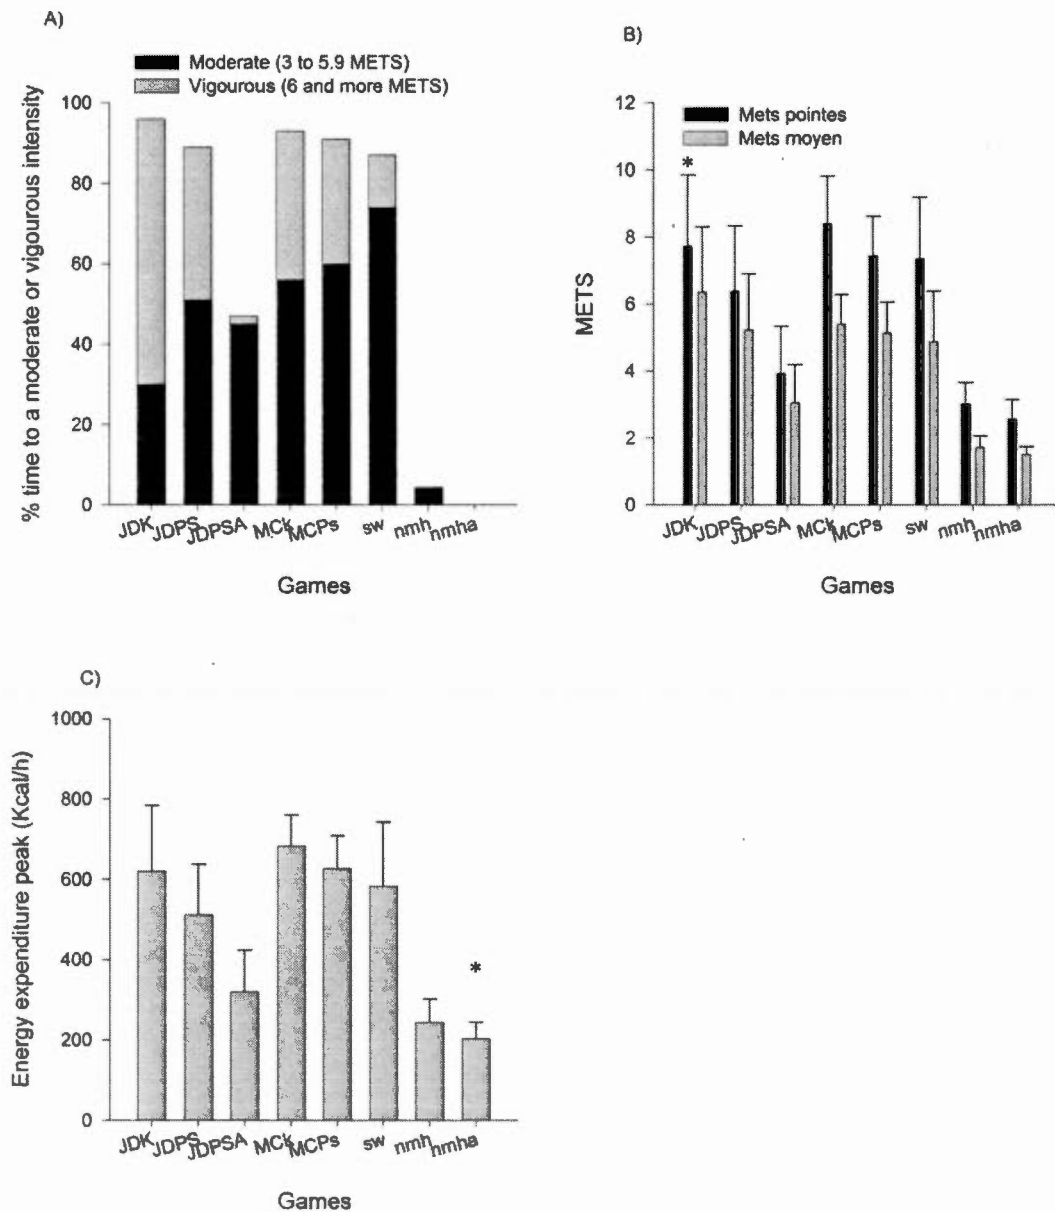 A)
Moderate (3 to 5.9 METS)
Vigourous (6 and more METS)
% time to a moderate or vigourous intensity
100
80
60
40
20
0
JDK JDPS JDPSA MCk MCPs sw nmh nmha
Games
B)
Mets pointes
Mets moyen
METS
12
10
8
6
4
2
0
*
JDK JDPS JDPSA MCk MCPs sw nmh nmha
Games
C)
Energy expenditure peak (Kcal/h)
1000
800
600
400
200
0
*
JDK JDPS JDPSA MCk MCPs sw nmh nmha
Games